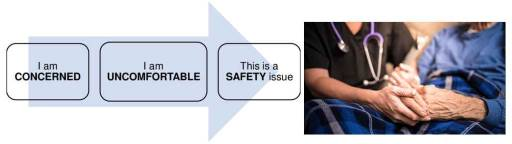 I am
CONCERNED
I am
UNCOMFORTABLE
This is a
SAFETY issue